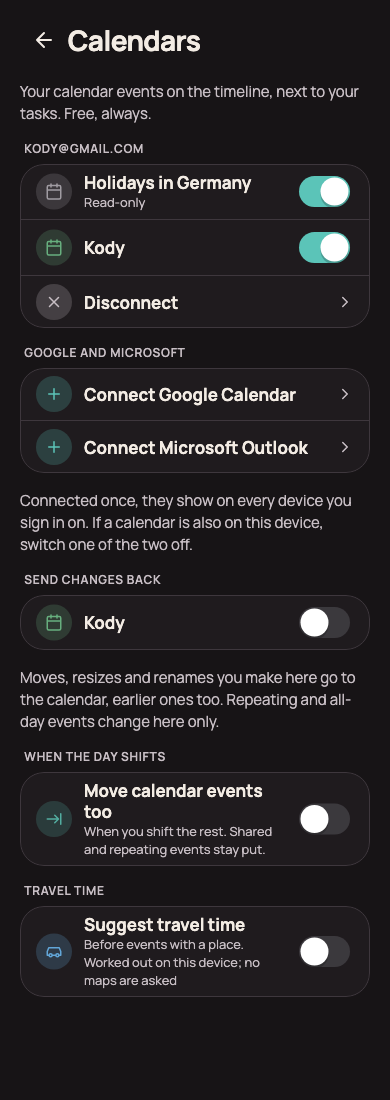 Calendars
Your calendar events on the timeline, next to your
tasks. Free, always.
KODY@GMAIL.COM
Holidays in Germany
Read-only
Kody
Disconnect
GOOGLE AND MICROSOFT
Connect Google Calendar
Connect Microsoft Outlook
Connected once, they show on every device you
sign in on. If a calendar is also on this device,
switch one of the two off.
SEND CHANGES BACK
Kody
Moves, resizes and renames you make here go to
the calendar, earlier ones too. Repeating and all-
day events change here only.
WHEN THE DAY SHIFTS
Move calendar events
too
When you shift the rest. Shared
and repeating events stay put.
TRAVEL TIME
Suggest travel time
Before events with a place.
Worked out on this device; no
maps are asked